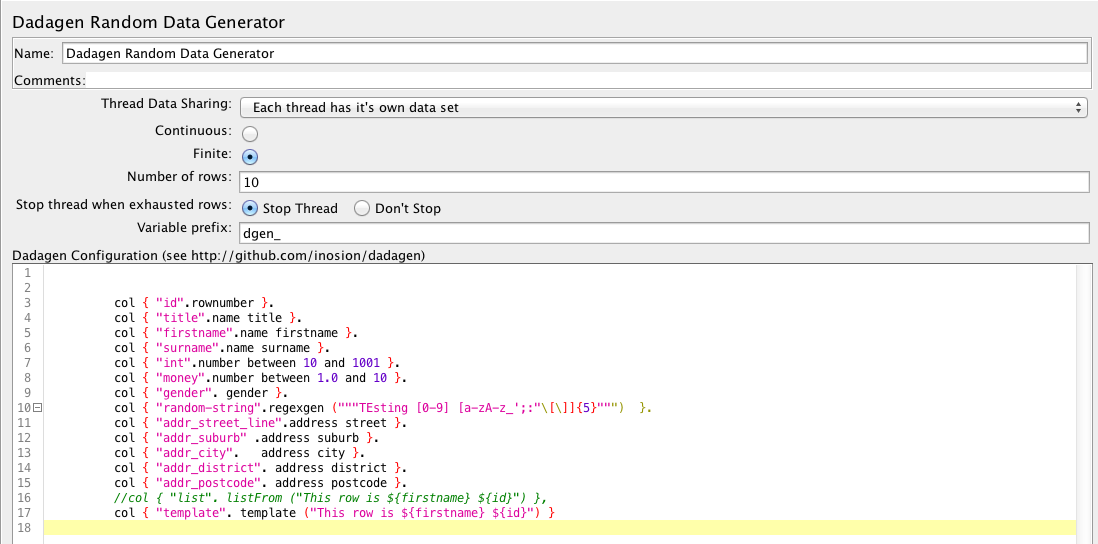 Dadagen Random Data Generator
Name: Dadagen Random Data Generator
Comments:
Thread Data Sharing: Each thread has it's own data set
Continuous:
Finite:
Number of rows: 10
Stop thread when exhausted rows: Stop Thread Don't Stop
Variable prefix: dgen_
Dadagen Configuration (see http://github.com/inosion/dadagen)
1
2
3 col { "id".rownumber }.
4 col { "title".name title }.
5 col { "firstname".name firstname }.
6 col { "surname".name surname }.
7 col { "int".number between 10 and 1001 }.
8 col { "money".number between 1.0 and 10 }.
9 col { "gender". gender }.
10 col { "random-string".regexgen ("""TEsting [0-9] [a-zA-z_';:"\[\]]{5}""") }.
11 col { "addr_street_line".address street }.
12 col { "addr_suburb" .address suburb }.
13 col { "addr_city". address city }.
14 col { "addr_district". address district }.
15 col { "addr_postcode". address postcode }.
16 //col { "list". listFrom ("This row is ${firstname} ${id}") },
17 col { "template". template ("This row is ${firstname} ${id}") }
18